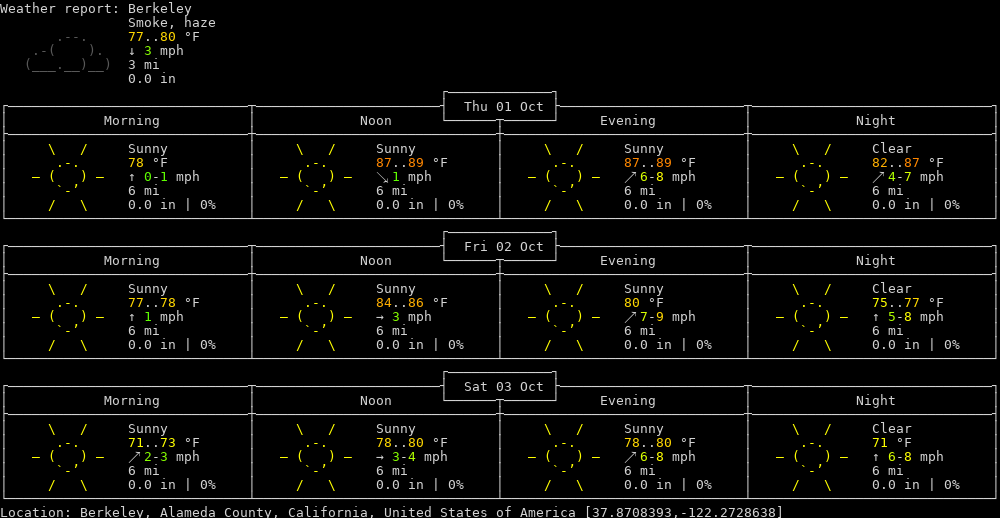 Weather report: Berkeley
Smoke, haze
77..80 °F
↓ 3 mph
3 mi
0.0 in
Thu 01 Oct
Morning Noon Evening Night
Sunny Sunny Sunny Clear
78 °F 87..89 °F 87..89 °F 82..87 °F
↑ 0-1 mph ↘ 1 mph ↗ 6-8 mph ↗ 4-7 mph
6 mi 6 mi 6 mi 6 mi
0.0 in | 0% 0.0 in | 0% 0.0 in | 0% 0.0 in | 0%
Fri 02 Oct
Morning Noon Evening Night
Sunny Sunny Sunny Clear
77..78 °F 84..86 °F 80 °F 75..77 °F
↑ 1 mph → 3 mph ↗ 7-9 mph ↑ 5-8 mph
6 mi 6 mi 6 mi 6 mi
0.0 in | 0% 0.0 in | 0% 0.0 in | 0% 0.0 in | 0%
Sat 03 Oct
Morning Noon Evening Night
Sunny Sunny Sunny Clear
71..73 °F 78..80 °F 78..80 °F 71 °F
↗ 2-3 mph → 3-4 mph ↗ 6-8 mph ↑ 6-8 mph
6 mi 6 mi 6 mi 6 mi
0.0 in | 0% 0.0 in | 0% 0.0 in | 0% 0.0 in | 0%
Location: Berkeley, Alameda County, California, United States of America [37.8708393,-122.2728638]